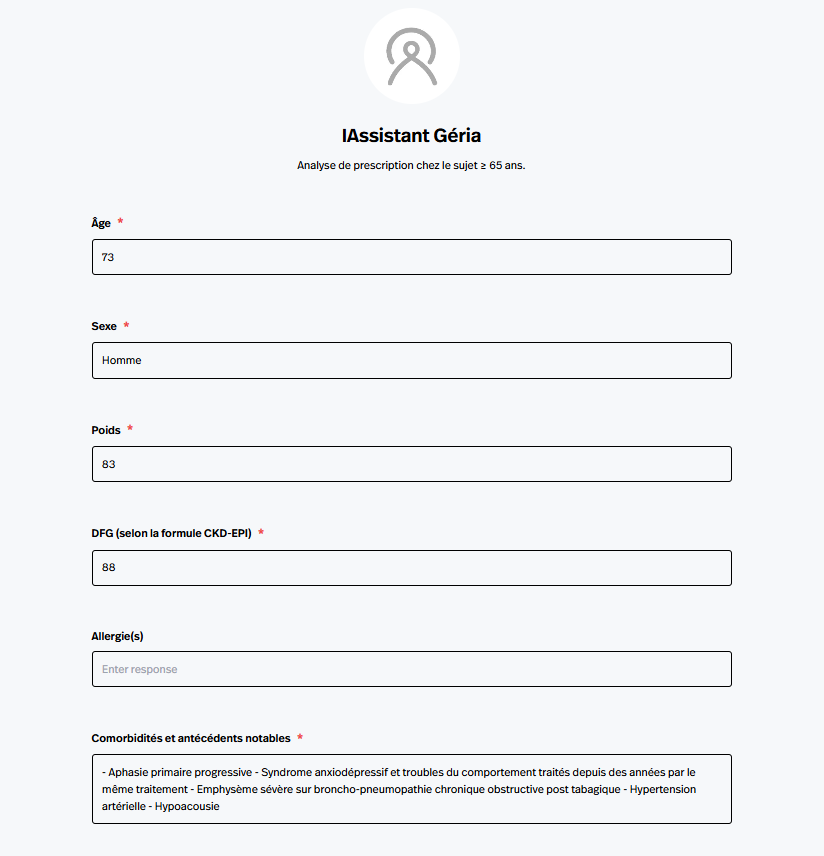 IAssistant Géria
Analyse de prescription chez le sujet ≥ 65 ans.
Âge *
73
Sexe *
Homme
Poids *
83
DFG (selon la formule CKD-EPI) *
88
Allergie(s)
Enter response
Comorbidités et antécédents notables *
- Aphasie primaire progressive - Syndrome anxiodépressif et troubles du comportement traités depuis des années par le
même traitement - Emphysème sévère sur broncho-pneumopathie chronique obstructive post tabagique - Hypertension
artérielle - Hypoacousie